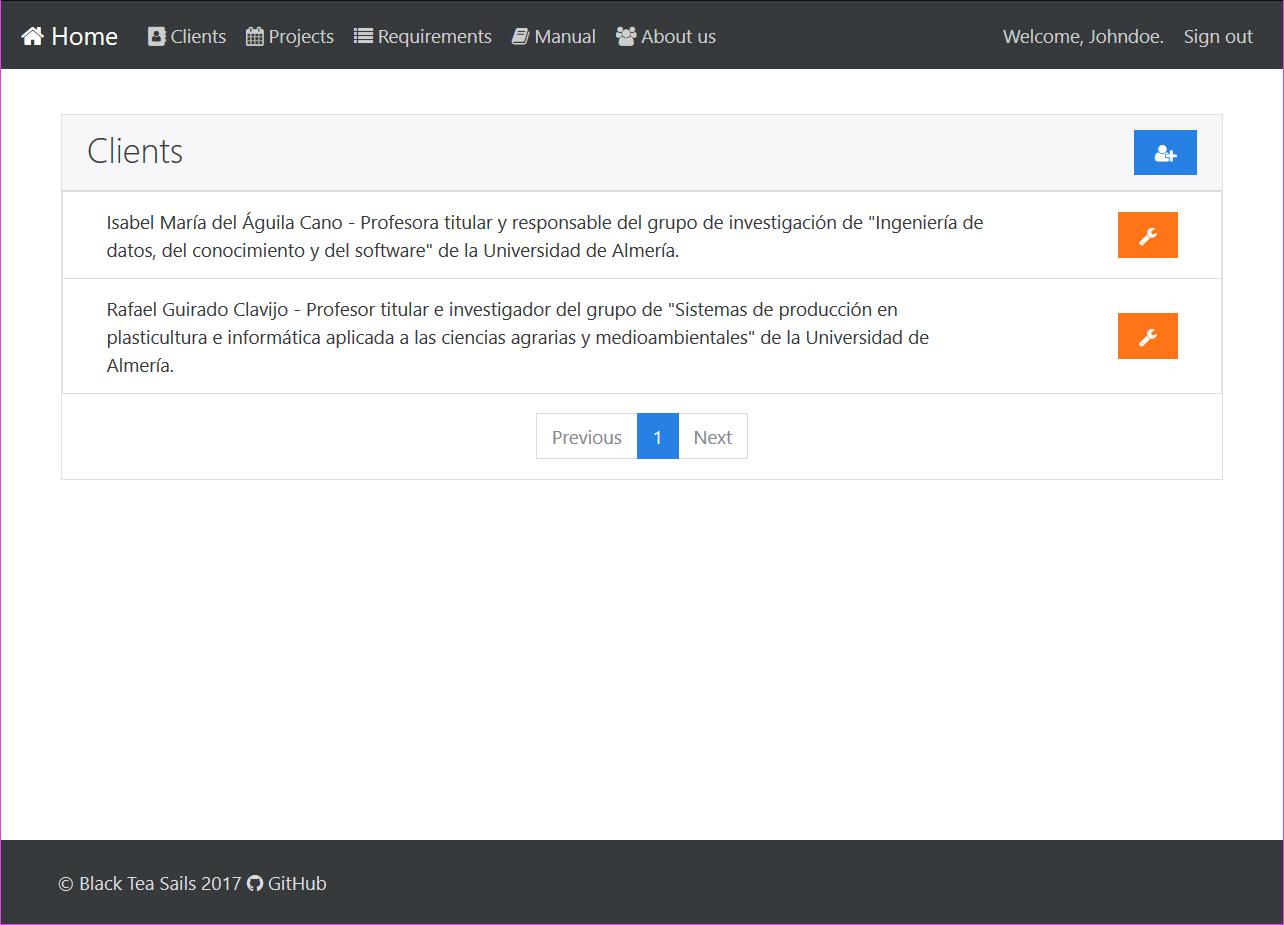 Home Clients Projects Requirements Manual About us Welcome, Johndoe. Sign out
Clients
Isabel María del Águila Cano - Profesora titular y responsable del grupo de investigación de "Ingeniería de
datos, del conocimiento y del software" de la Universidad de Almería.
Rafael Guirado Clavijo - Profesor titular e investigador del grupo de "Sistemas de producción en
plasticultura e informática aplicada a las ciencias agrarias y medioambientales" de la Universidad de
Almería.
Previous 1 Next
© Black Tea Sails 2017 GitHub